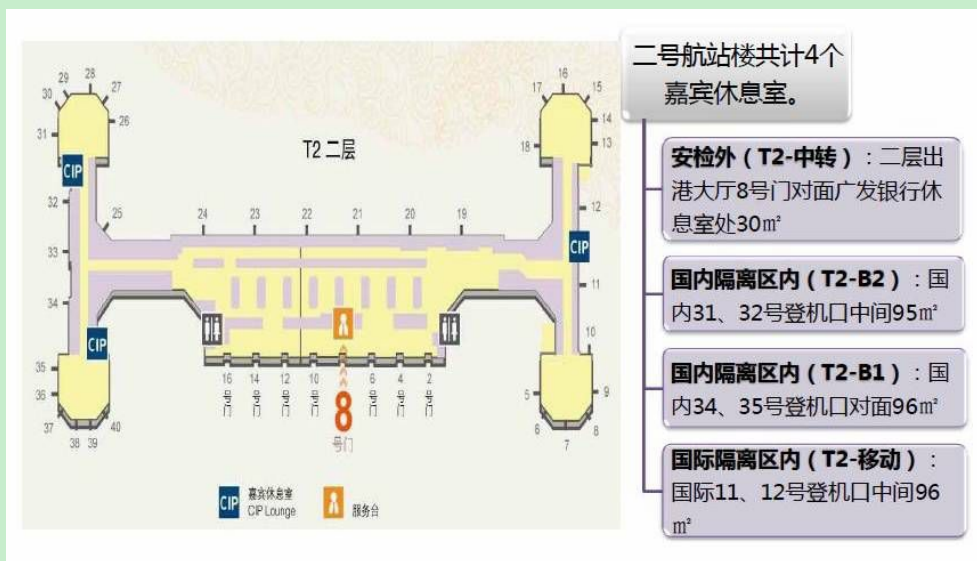 二号航站楼共计4个
嘉宾休息室。
安检外（T2-中转）：二层出
港大厅8号门对面广发银行休
息室处30㎡
国内隔离区内（T2-B2）：国
内31、32号登机口中间95㎡
国内隔离区内（T2-B1）：国
内34、35号登机口对面96㎡
国际隔离区内（T2-移动）：
国际11、12号登机口中间96
㎡
T2 二层
28
29
27
30
26
31
CIP
32
25
33
34
CIP
35
36
37
38
39
40
24
23
22
21
20
19
16
17
15
14
18
13
12
CIP
11
10
5
9
6
8
7
16号门
14号门
12号门
10号门
8号门
6号门
4号门
2号门
CIP
嘉宾休息室
CIP Lounge
服务台